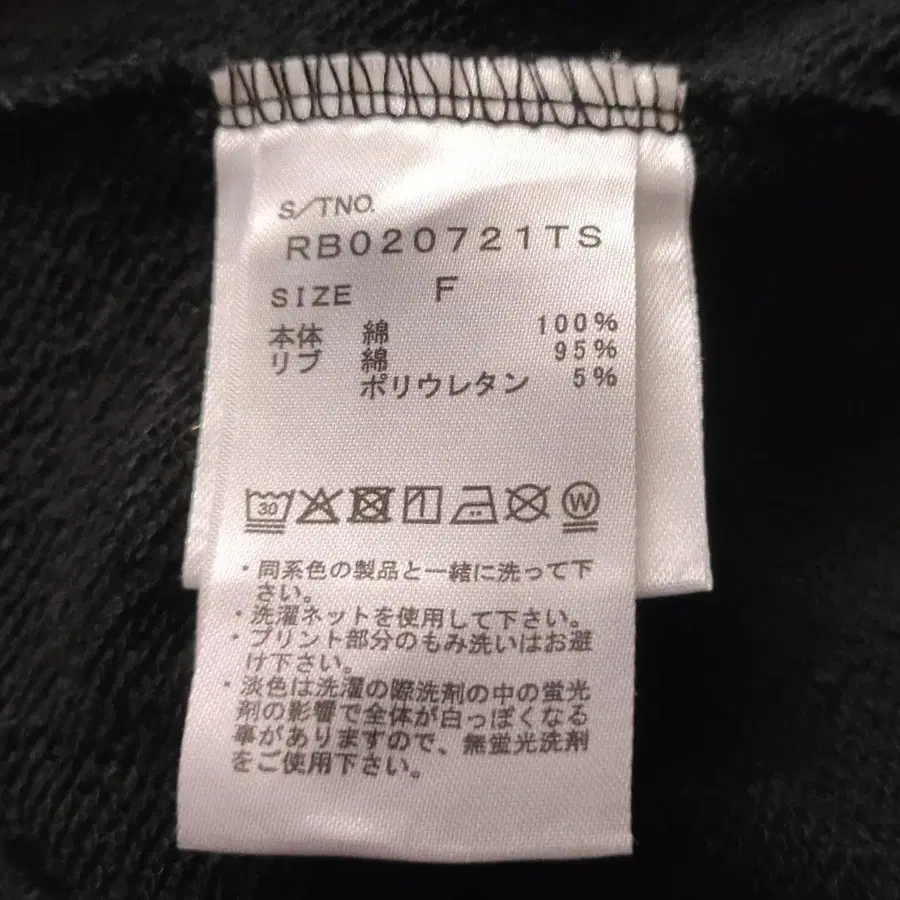 S/TNO.
RB020721TS
SIZE F
本体 綿 100%
リブ 綿 95%
ポリウレタン 5%
30 W
・同系色の製品と一緒に洗って下
さい。
・洗濯ネットを使用して下さい。
・プリント部分のもみ洗いはお避
け下さい。
・淡色は洗濯の際洗剤の中の蛍光
剤の影響で全体が白っぽくなる
事がありますので、無蛍光洗剤
をご使用下さい。